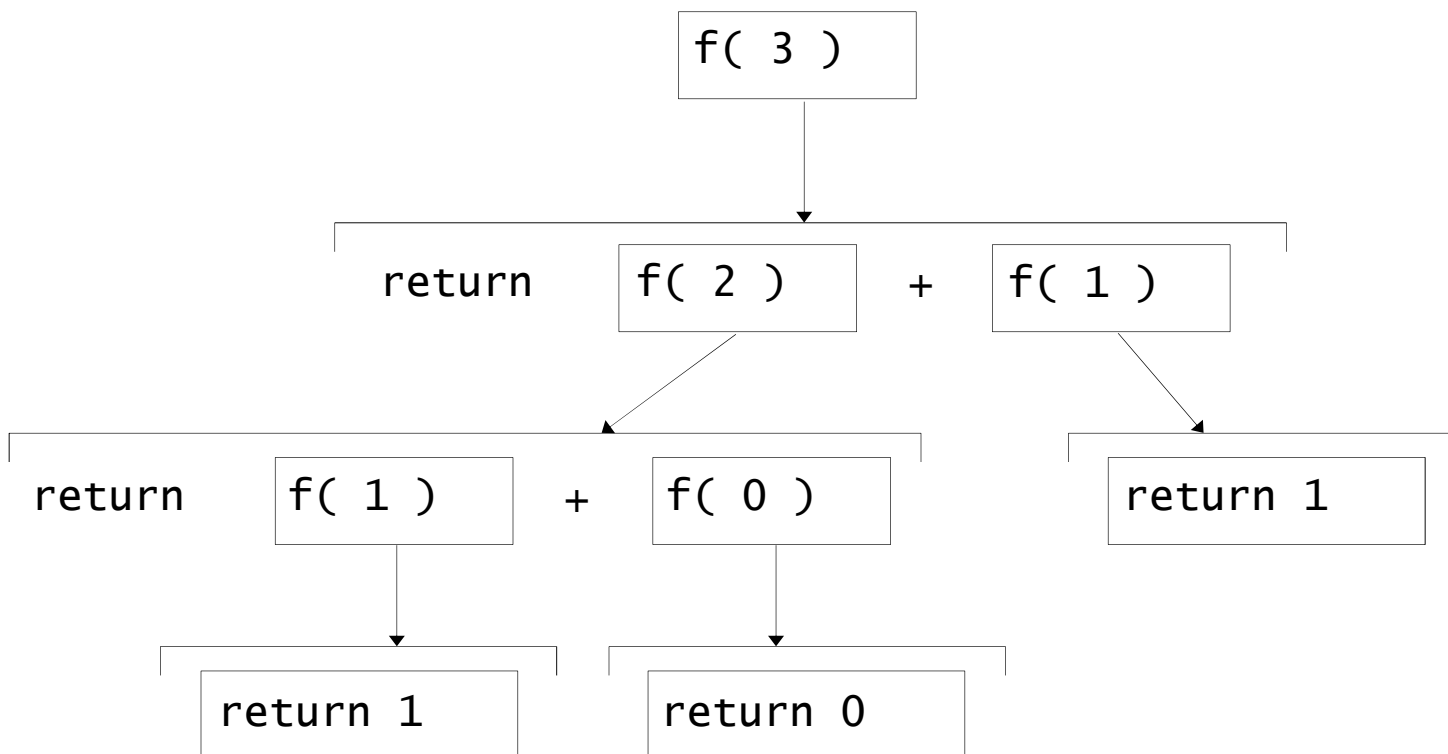 f( 3 )
return f( 2 ) + f( 1 )
return f( 1 ) + f( 0 ) return 1
return 1 return 0